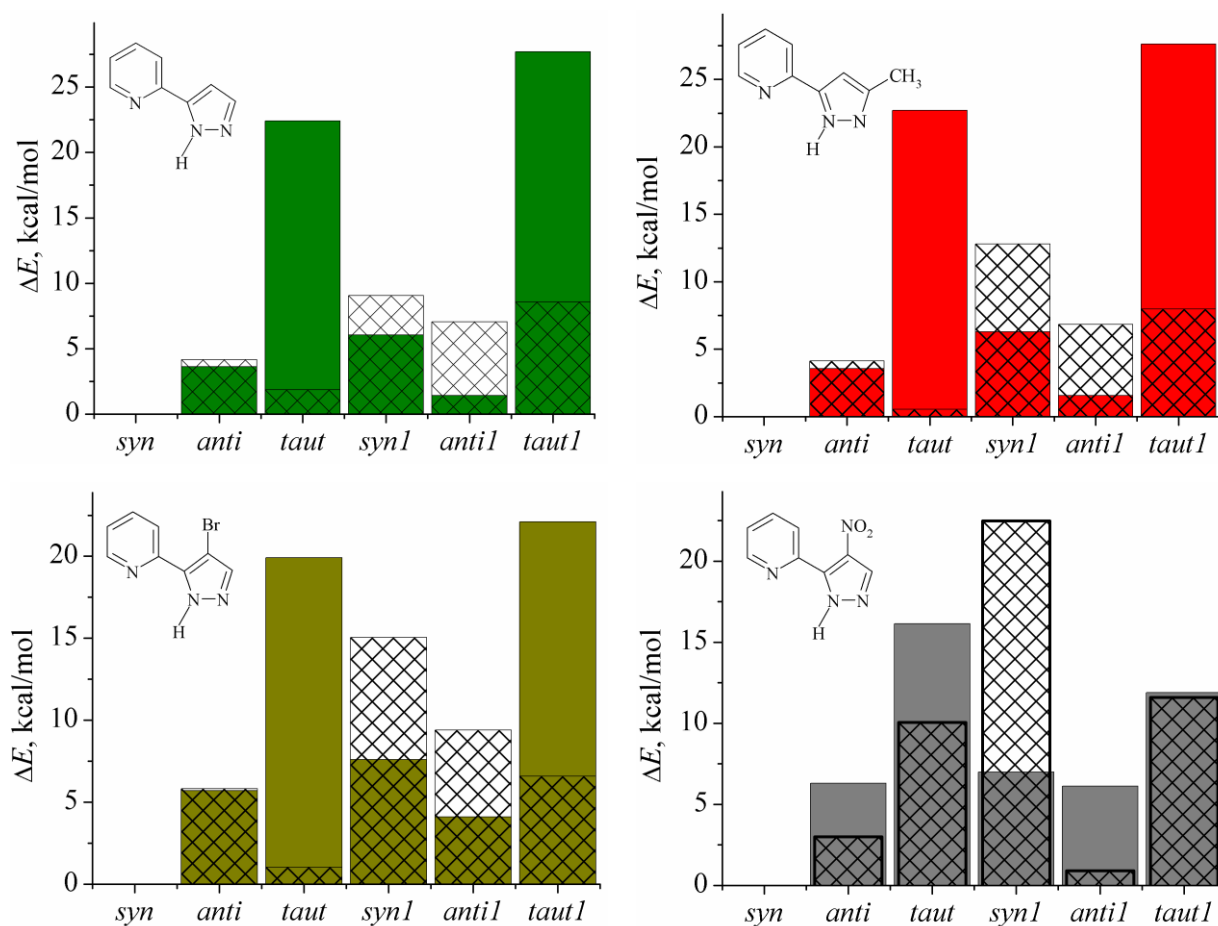 25
20
15
10
5
0
ΔE, kcal/mol
N
N
N
H
syn anti taut syn1 anti1 taut1
25
20
15
10
5
0
ΔE, kcal/mol
CH3
N
N
N
H
syn anti taut syn1 anti1 taut1
20
15
10
5
0
ΔE, kcal/mol
Br
N
N
N
H
syn anti taut syn1 anti1 taut1
20
15
10
5
0
ΔE, kcal/mol
NO2
N
N
N
H
syn anti taut syn1 anti1 taut1